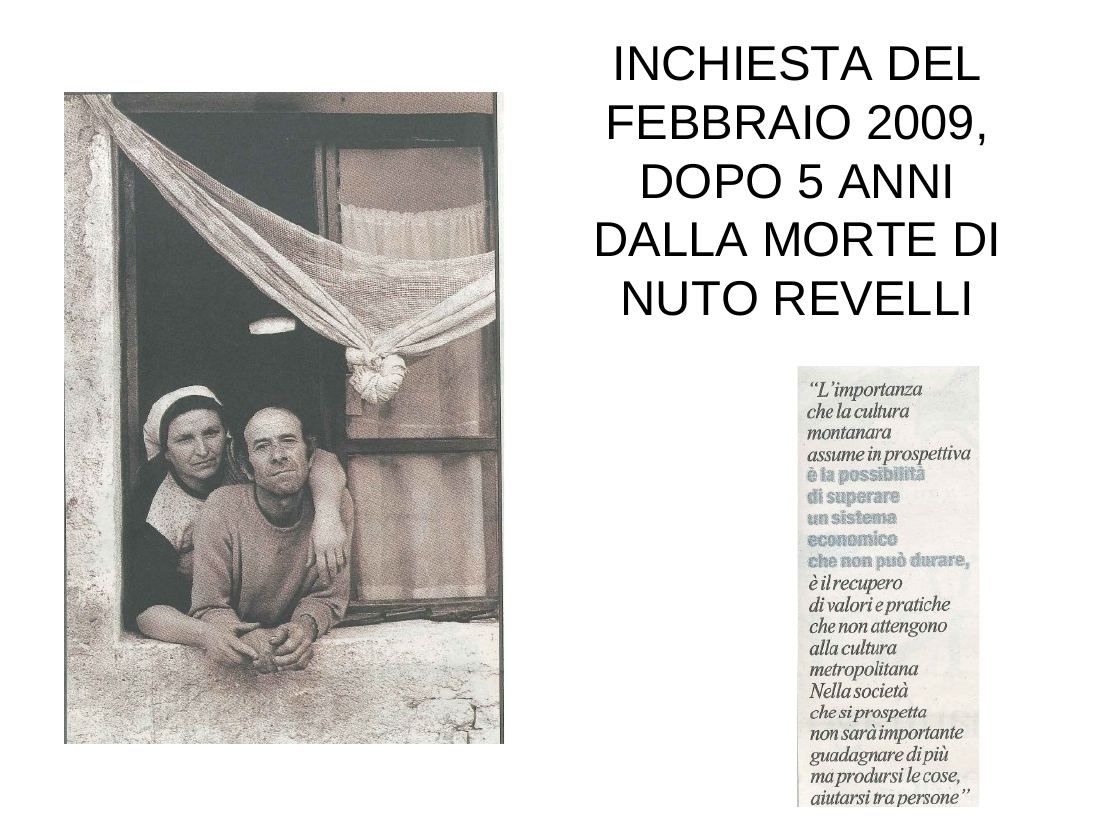 INCHIESTA DEL
FEBBRAIO 2009,
DOPO 5 ANNI
DALLA MORTE DI
NUTO REVELLI
“L’importanza
che la cultura
montanara
assume in prospettiva
è la possibilità
di superare
un sistema
economico
che non può durare,
è il recupero
di valori e pratiche
che non attengono
alla cultura
metropolitana
Nella società
che si prospetta
non sarà importante
guadagnare di più
ma prodursi le cose,
aiutarsi tra persone”